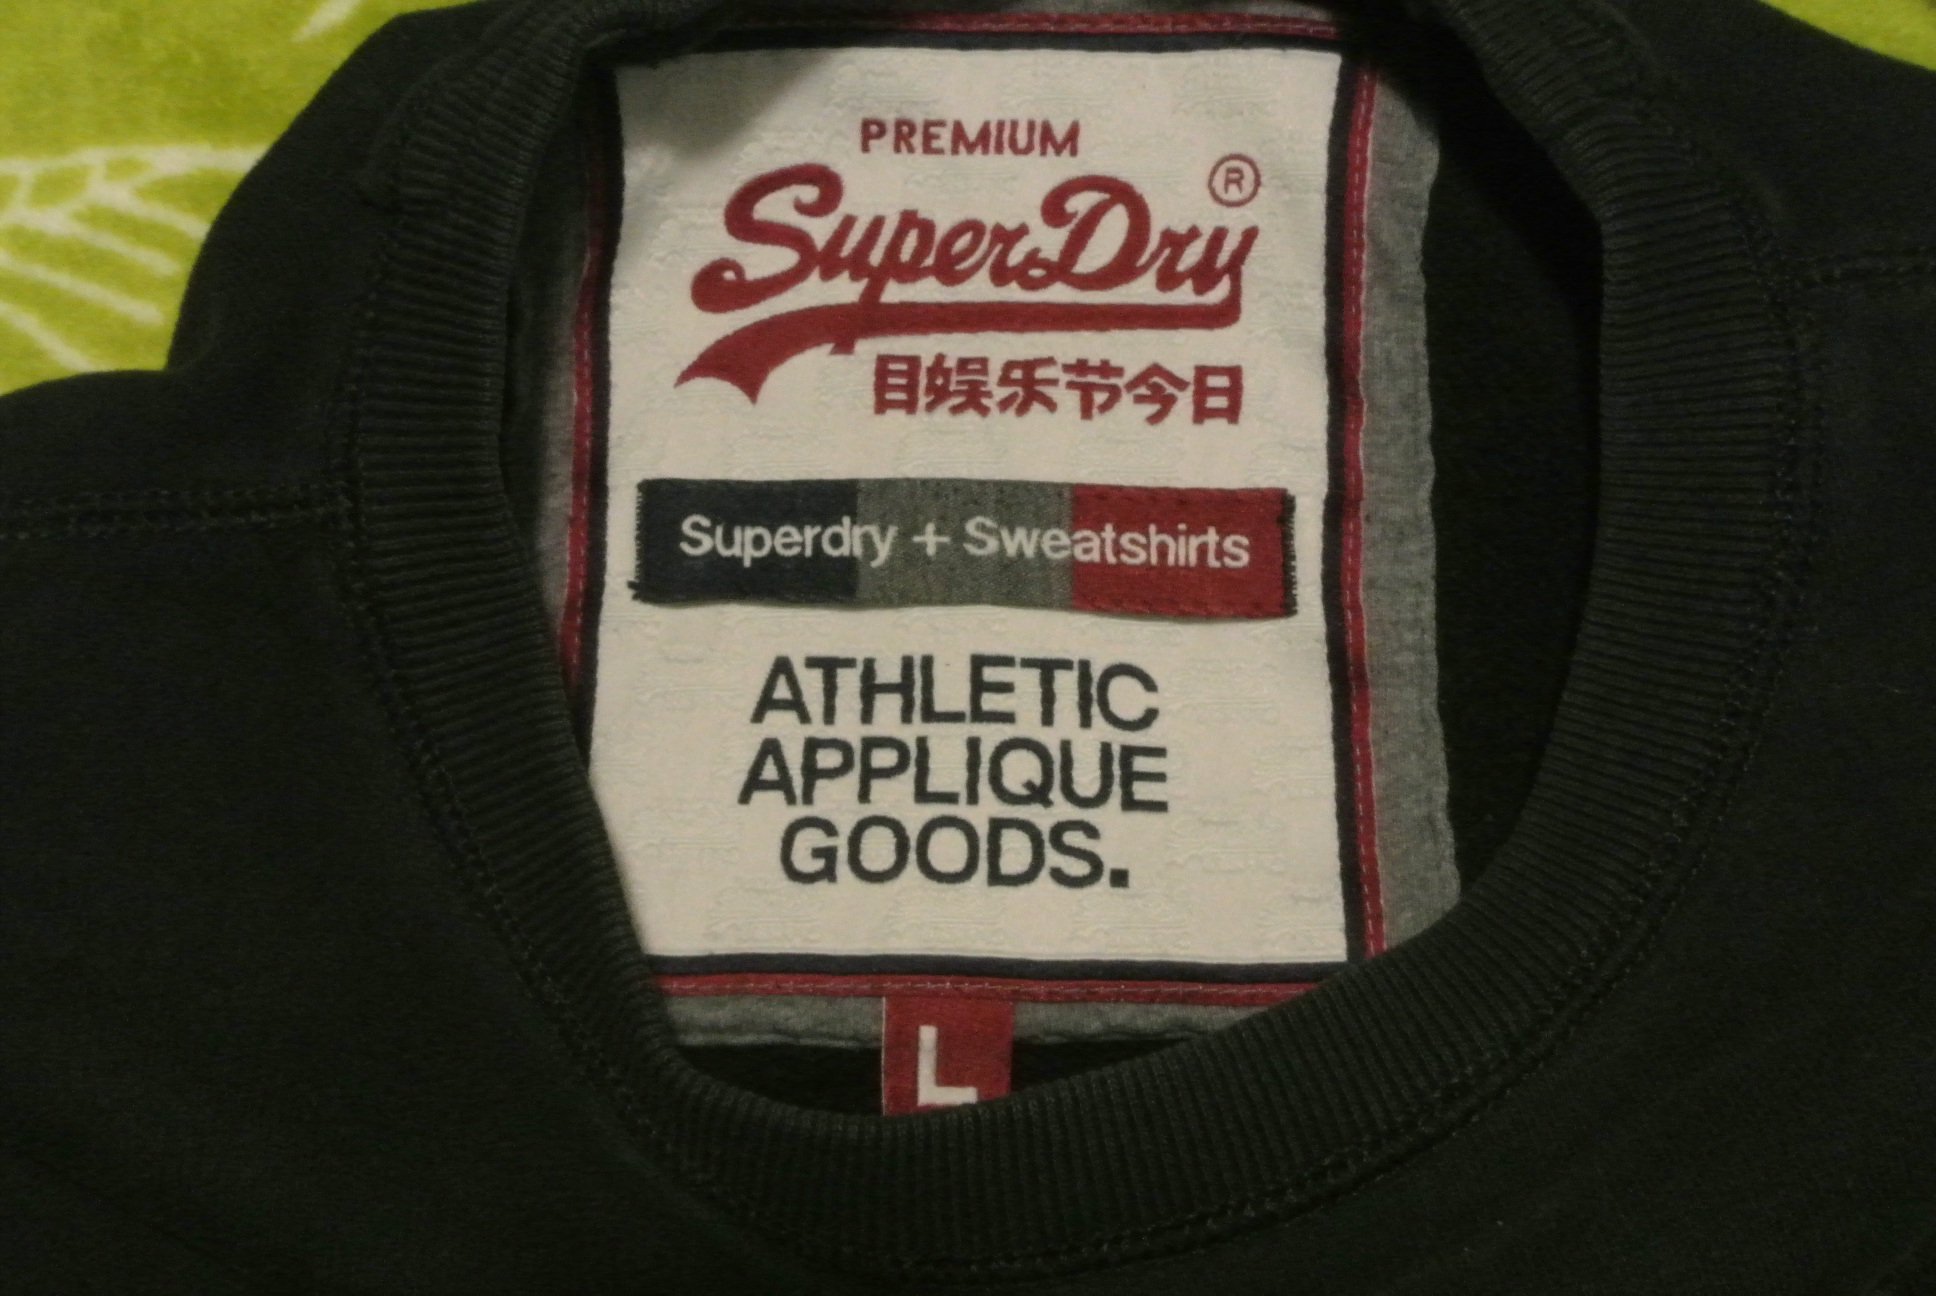 PREMIUM
SuperDry®
目娱乐节今日
Superdry + Sweatshirts
ATHLETIC
APPLIQUE
GOODS.
L